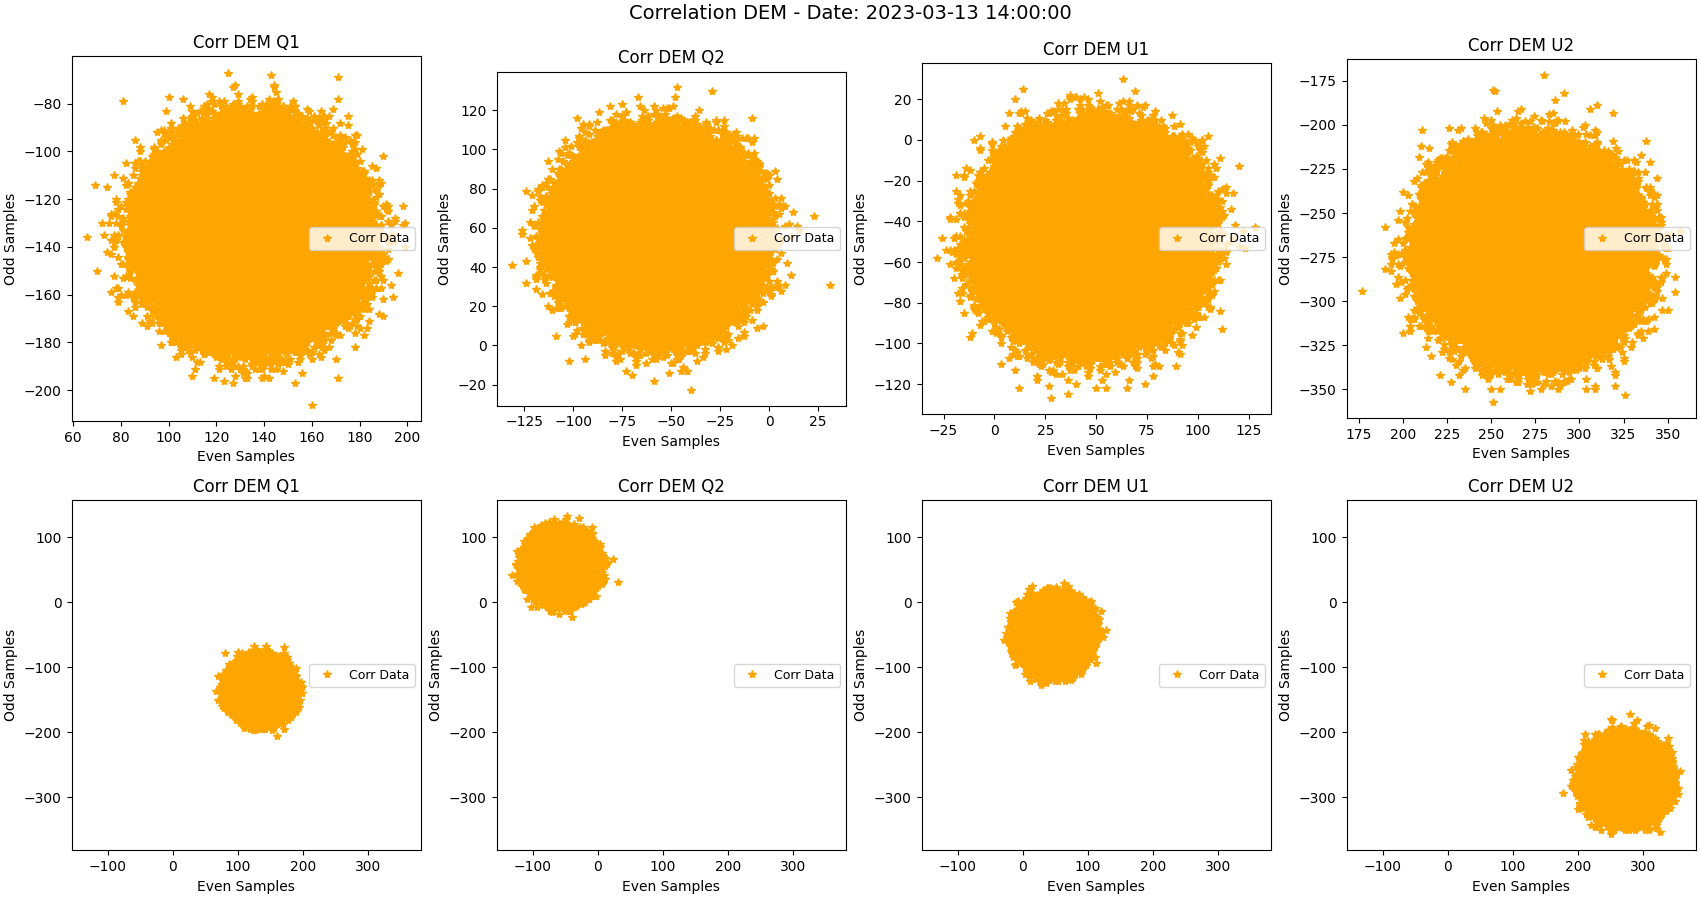 Correlation DEM - Date: 2023-03-13 14:00:00
Corr DEM Q1
Odd Samples
−80
−100
−120
−140
−160
−180
−200
Corr Data
60 80 100 120 140 160 180 200
Even Samples
Corr DEM Q2
Odd Samples
120
100
80
60
40
20
0
−20
Corr Data
−125 −100 −75 −50 −25 0 25
Even Samples
Corr DEM U1
Odd Samples
20
0
−20
−40
−60
−80
−100
−120
Corr Data
−25 0 25 50 75 100 125
Even Samples
Corr DEM U2
Odd Samples
−175
−200
−225
−250
−275
−300
−325
−350
Corr Data
175 200 225 250 275 300 325 350
Even Samples
Corr DEM Q1
Odd Samples
100
0
−100
−200
−300
Corr Data
−100 0 100 200 300
Even Samples
Corr DEM Q2
Odd Samples
100
0
−100
−200
−300
Corr Data
−100 0 100 200 300
Even Samples
Corr DEM U1
Odd Samples
100
0
−100
−200
−300
Corr Data
−100 0 100 200 300
Even Samples
Corr DEM U2
Odd Samples
100
0
−100
−200
−300
Corr Data
−100 0 100 200 300
Even Samples